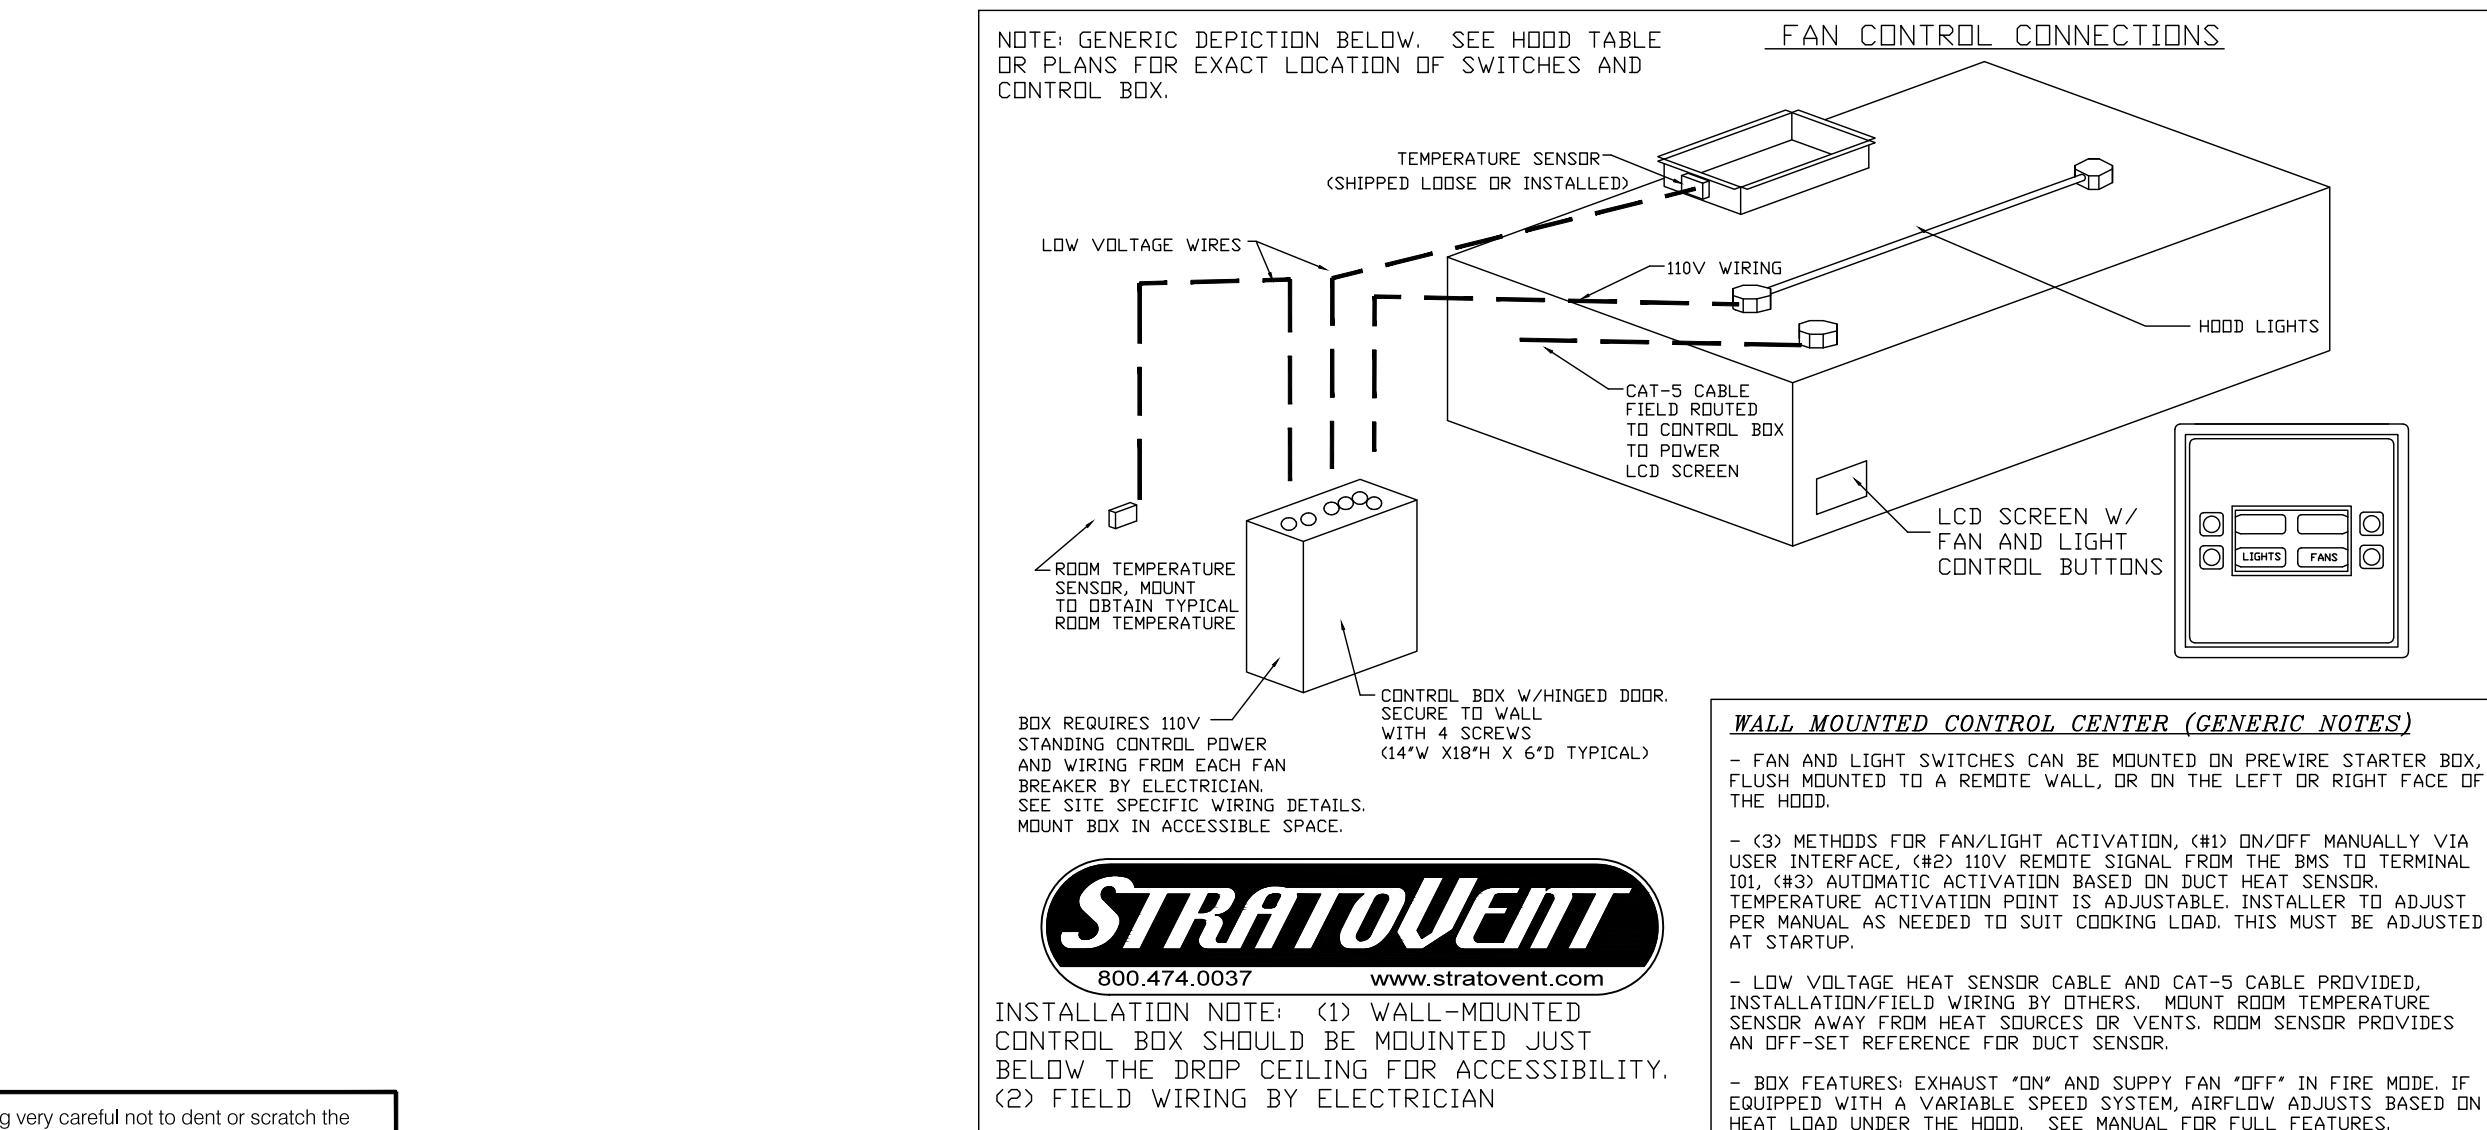 FAN CONTROL CONNECTIONS
NOTE: GENERIC DEPICTION BELOW. SEE HOOD TABLE
OR PLANS FOR EXACT LOCATION OF SWITCHES AND
CONTROL BOX.
TEMPERATURE SENSOR
(SHIPPED LOOSE OR INSTALLED)
LOW VOLTAGE WIRES
110V WIRING
HOOD LIGHTS
CAT-5 CABLE
FIELD ROUTED
TO CONTROL BOX
TO POWER
LCD SCREEN
LCD SCREEN W/
FAN AND LIGHT
CONTROL BUTTONS
LIGHTS
FANS
ROOM TEMPERATURE
SENSOR, MOUNT
TO OBTAIN TYPICAL
ROOM TEMPERATURE
CONTROL BOX W/HINGED DOOR.
SECURE TO WALL
WITH 4 SCREWS
(14"W X18"H X 6"D TYPICAL)
BOX REQUIRES 110V
STANDING CONTROL POWER
AND WIRING FROM EACH FAN
BREAKER BY ELECTRICIAN.
SEE SITE SPECIFIC WIRING DETAILS.
MOUNT BOX IN ACCESSIBLE SPACE.
STRATOVENT
800.474.0037 www.stratovent.com
INSTALLATION NOTE: (1) WALL-MOUNTED
CONTROL BOX SHOULD BE MOUINTED JUST
BELOW THE DROP CEILING FOR ACCESSIBILITY.
(2) FIELD WIRING BY ELECTRICIAN
WALL MOUNTED CONTROL CENTER (GENERIC NOTES)
- FAN AND LIGHT SWITCHES CAN BE MOUNTED ON PREWIRE STARTER BOX,
FLUSH MOUNTED TO A REMOTE WALL, OR ON THE LEFT OR RIGHT FACE OF
THE HOOD.
- (3) METHODS FOR FAN/LIGHT ACTIVATION, (#1) ON/OFF MANUALLY VIA
USER INTERFACE, (#2) 110V REMOTE SIGNAL FROM THE BMS TO TERMINAL
I01, (#3) AUTOMATIC ACTIVATION BASED ON DUCT HEAT SENSOR.
TEMPERATURE ACTIVATION POINT IS ADJUSTABLE. INSTALLER TO ADJUST
PER MANUAL AS NEEDED TO SUIT COOKING LOAD. THIS MUST BE ADJUSTED
AT STARTUP.
- LOW VOLTAGE HEAT SENSOR CABLE AND CAT-5 CABLE PROVIDED,
INSTALLATION/FIELD WIRING BY OTHERS. MOUNT ROOM TEMPERATURE
SENSOR AWAY FROM HEAT SOURCES OR VENTS. ROOM SENSOR PROVIDES
AN OFF-SET REFERENCE FOR DUCT SENSOR.
- BOX FEATURES: EXHAUST "ON" AND SUPPY FAN "OFF" IN FIRE MODE. IF
EQUIPPED WITH A VARIABLE SPEED SYSTEM, AIRFLOW ADJUSTS BASED ON
HEAT LOAD UNDER THE HOOD. SEE MANUAL FOR FULL FEATURES.
very careful not to dent or scratch the